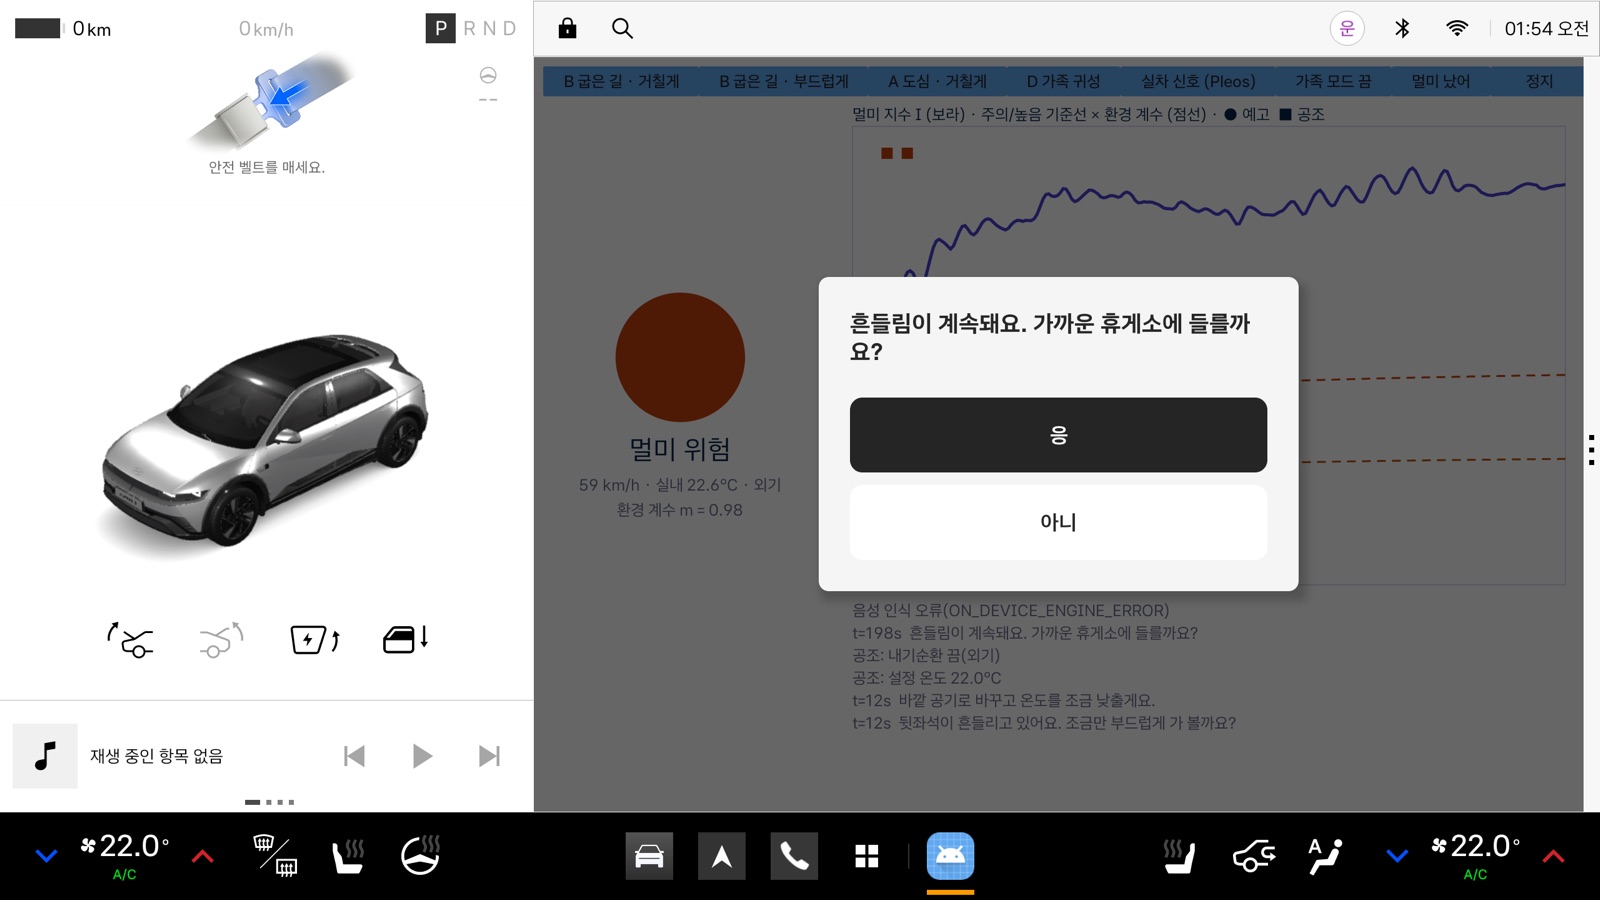 0 km
0 km/h
P R N D
안전 벨트를 매세요.
재생 중인 항목 없음
운
01:54 오전
B 굽은 길 · 거칠게
B 굽은 길 · 부드럽게
A 도심 · 거칠게
D 가족 귀성
실차 신호 (Pleos)
가족 모드 끔
멀미 났어
정지
멀미 지수 I (보라) · 주의/높음 기준선 × 환경 계수 (점선) · ● 예고 ■ 공조
멀미 위험
59 km/h · 실내 22.6°C · 외기
환경 계수 m = 0.98
흔들림이 계속돼요. 가까운 휴게소에 들를까
요?
응
아니
음성 인식 오류(ON_DEVICE_ENGINE_ERROR)
t=198s 흔들림이 계속돼요. 가까운 휴게소에 들를까요?
공조: 내기순환 끔(외기)
공조: 설정 온도 22.0°C
t=12s 바깥 공기로 바꾸고 온도를 조금 낮출게요.
t=12s 뒷좌석이 흔들리고 있어요. 조금만 부드럽게 가 볼까요?
22.0°
A/C
A
22.0°
A/C